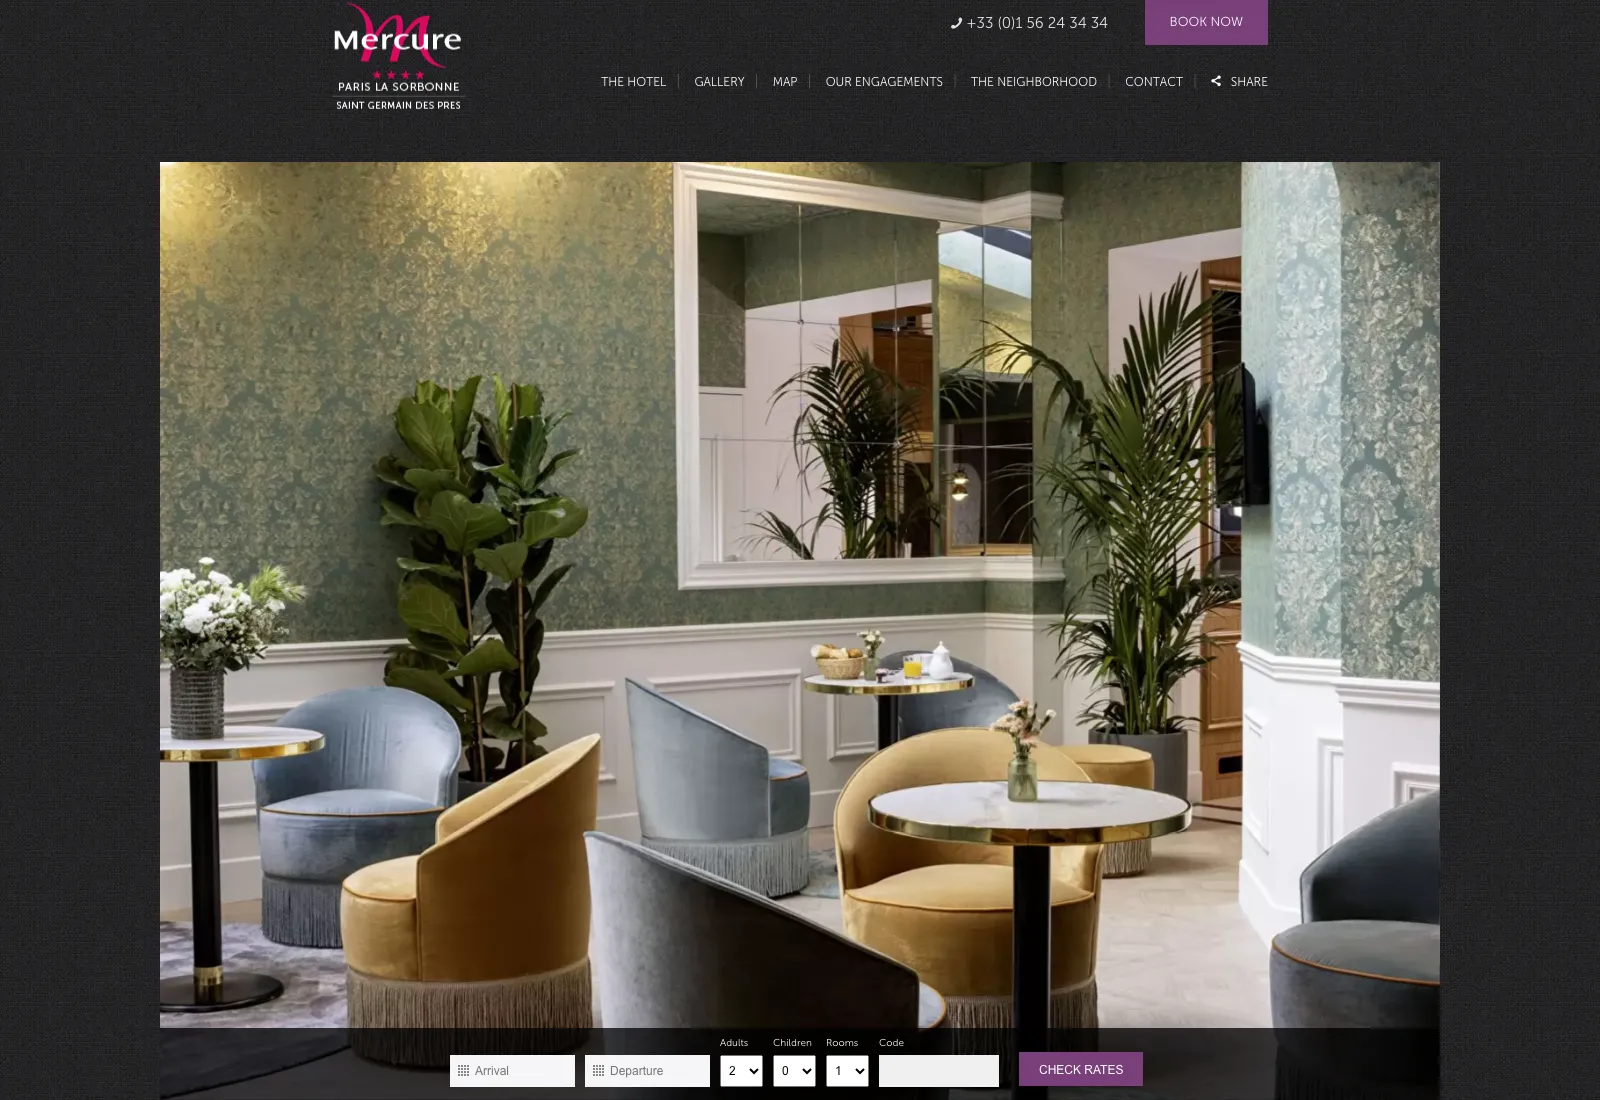 Mercure
★★★★
PARIS LA SORBONNE
SAINT GERMAIN DES PRES
+33 (0)1 56 24 34 34
BOOK NOW
THE HOTEL
GALLERY
MAP
OUR ENGAGEMENTS
THE NEIGHBORHOOD
CONTACT
SHARE
Adults
Children
Rooms
Code
Arrival
Departure
2
0
1
CHECK RATES